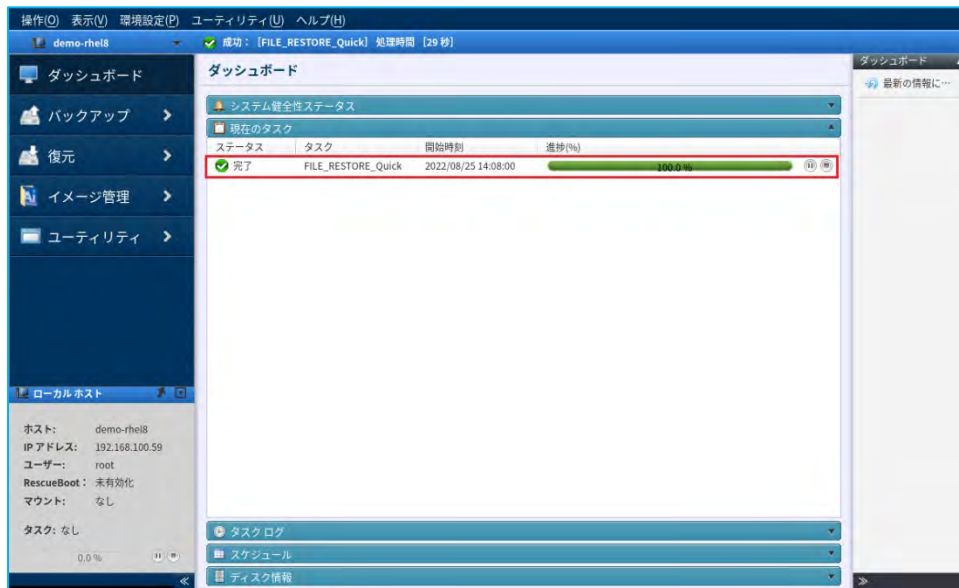 操作(O) 表示(V) 環境設定(P) ユーティリティ(U) ヘルプ(H)
demo-rhel8
成功： [FILE_RESTORE_Quick] 処理時間 [29 秒]
ダッシュボード
バックアップ
復元
イメージ管理
ユーティリティ
ダッシュボード
システム健全性ステータス
現在のタスク
ステータス タスク 開始時刻 進捗(%)
完了 FILE_RESTORE_Quick 2022/08/25 14:08:00 100.0 %
タスク ログ
スケジュール
ディスク情報
ダッシュボード
最新の情報に…
ローカル ホスト
ホスト: demo-rhel8
IP アドレス: 192.168.100.59
ユーザー: root
RescueBoot： 未有効化
マウント: なし
タスク: なし
0.0 %